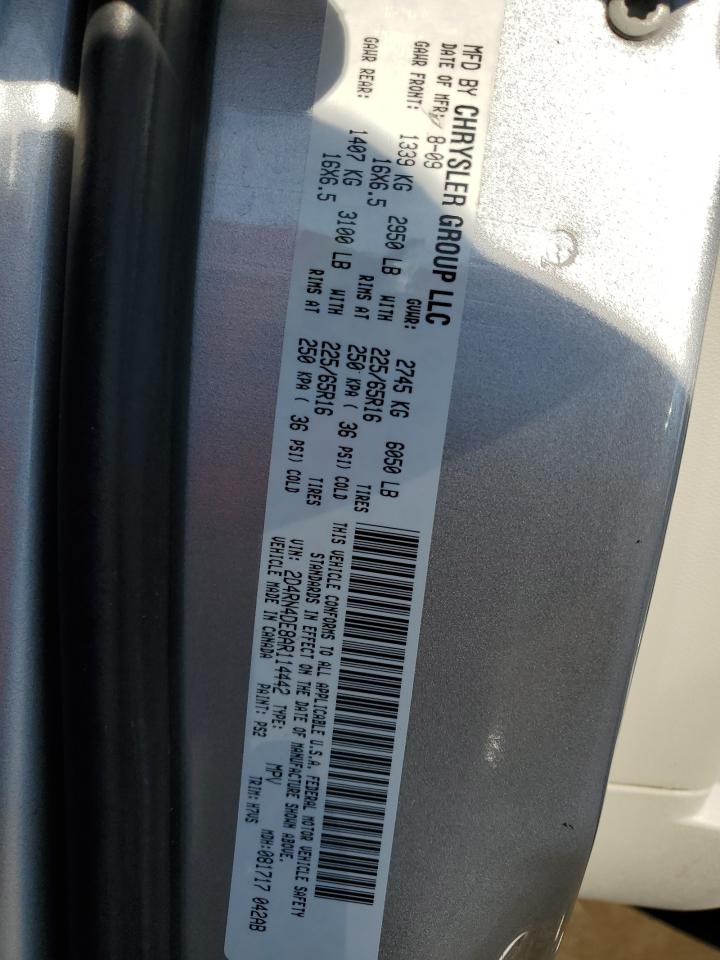 MFD BY CHRYSLER GROUP LLC
DATE OF MFR: 8-09 GVWR: 2745 KG 6050 LB
GAWR FRONT: 1339 KG 2950 LB WITH 225/65R16 TIRES
16X6.5 RIMS AT 250 KPA ( 36 PSI) COLD
GAWR REAR: 1407 KG 3100 LB WITH 225/65R16 TIRES
16X6.5 RIMS AT 250 KPA ( 36 PSI) COLD
THIS VEHICLE CONFORMS TO ALL APPLICABLE U.S.A. FEDERAL MOTOR VEHICLE SAFETY
STANDARDS IN EFFECT ON THE DATE OF MANUFACTURE SHOWN ABOVE.
VIN: 2D4RN4DE8AR114442 TYPE: MPV MDH:081717 042AB
VEHICLE MADE IN CANADA PAINT: PS2 TRIM: H7VS